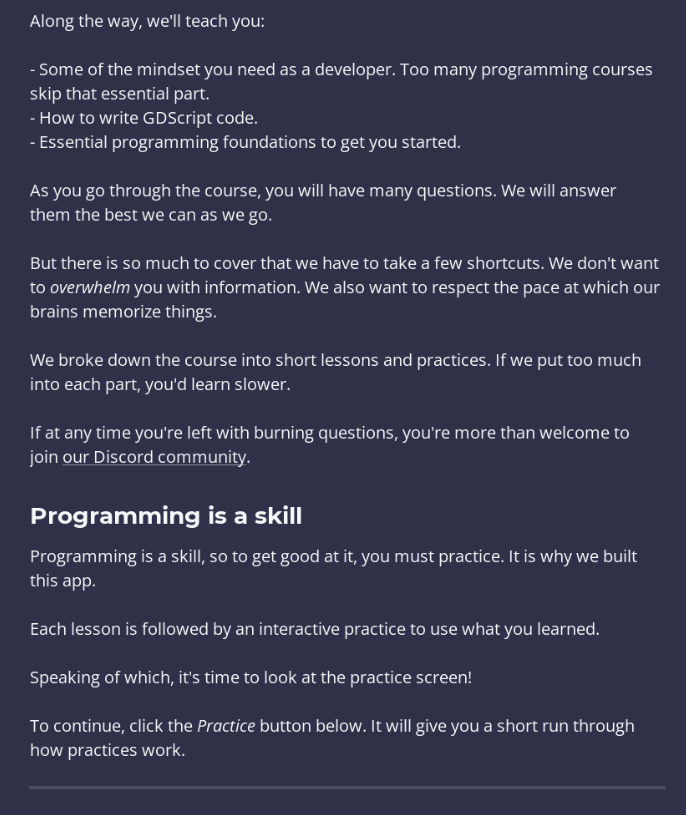 Along the way, we'll teach you:
- Some of the mindset you need as a developer. Too many programming courses
skip that essential part.
- How to write GDScript code.
- Essential programming foundations to get you started.
As you go through the course, you will have many questions. We will answer
them the best we can as we go.
But there is so much to cover that we have to take a few shortcuts. We don't want
to overwhelm you with information. We also want to respect the pace at which our
brains memorize things.
We broke down the course into short lessons and practices. If we put too much
into each part, you'd learn slower.
If at any time you're left with burning questions, you're more than welcome to
join our Discord community.
Programming is a skill
Programming is a skill, so to get good at it, you must practice. It is why we built
this app.
Each lesson is followed by an interactive practice to use what you learned.
Speaking of which, it's time to look at the practice screen!
To continue, click the Practice button below. It will give you a short run through
how practices work.